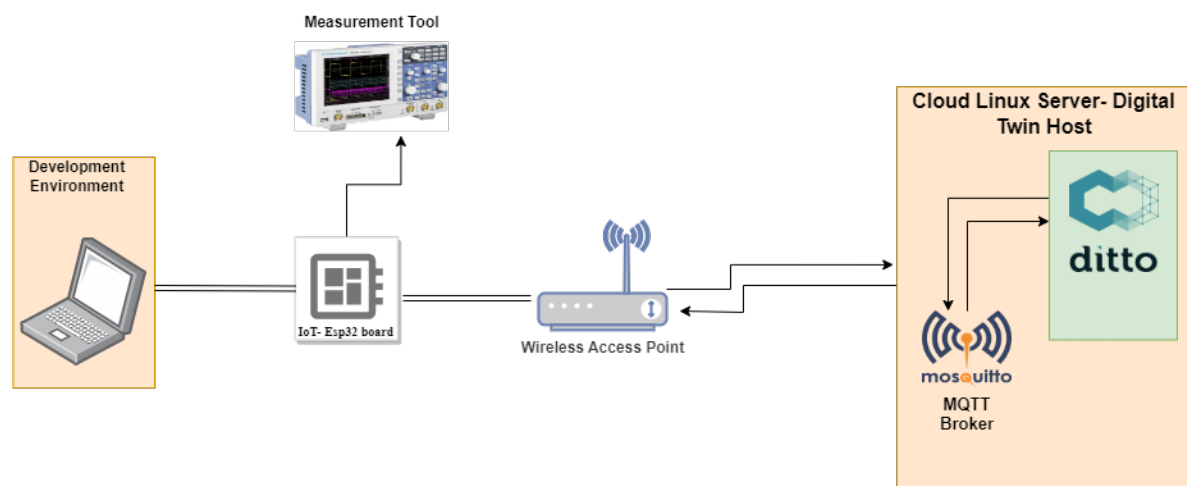 Measurement Tool
Development
Environment
IoT- Esp32 board
Wireless Access Point
Cloud Linux Server- Digital
Twin Host
ditto
mosquitto
MQTT
Broker